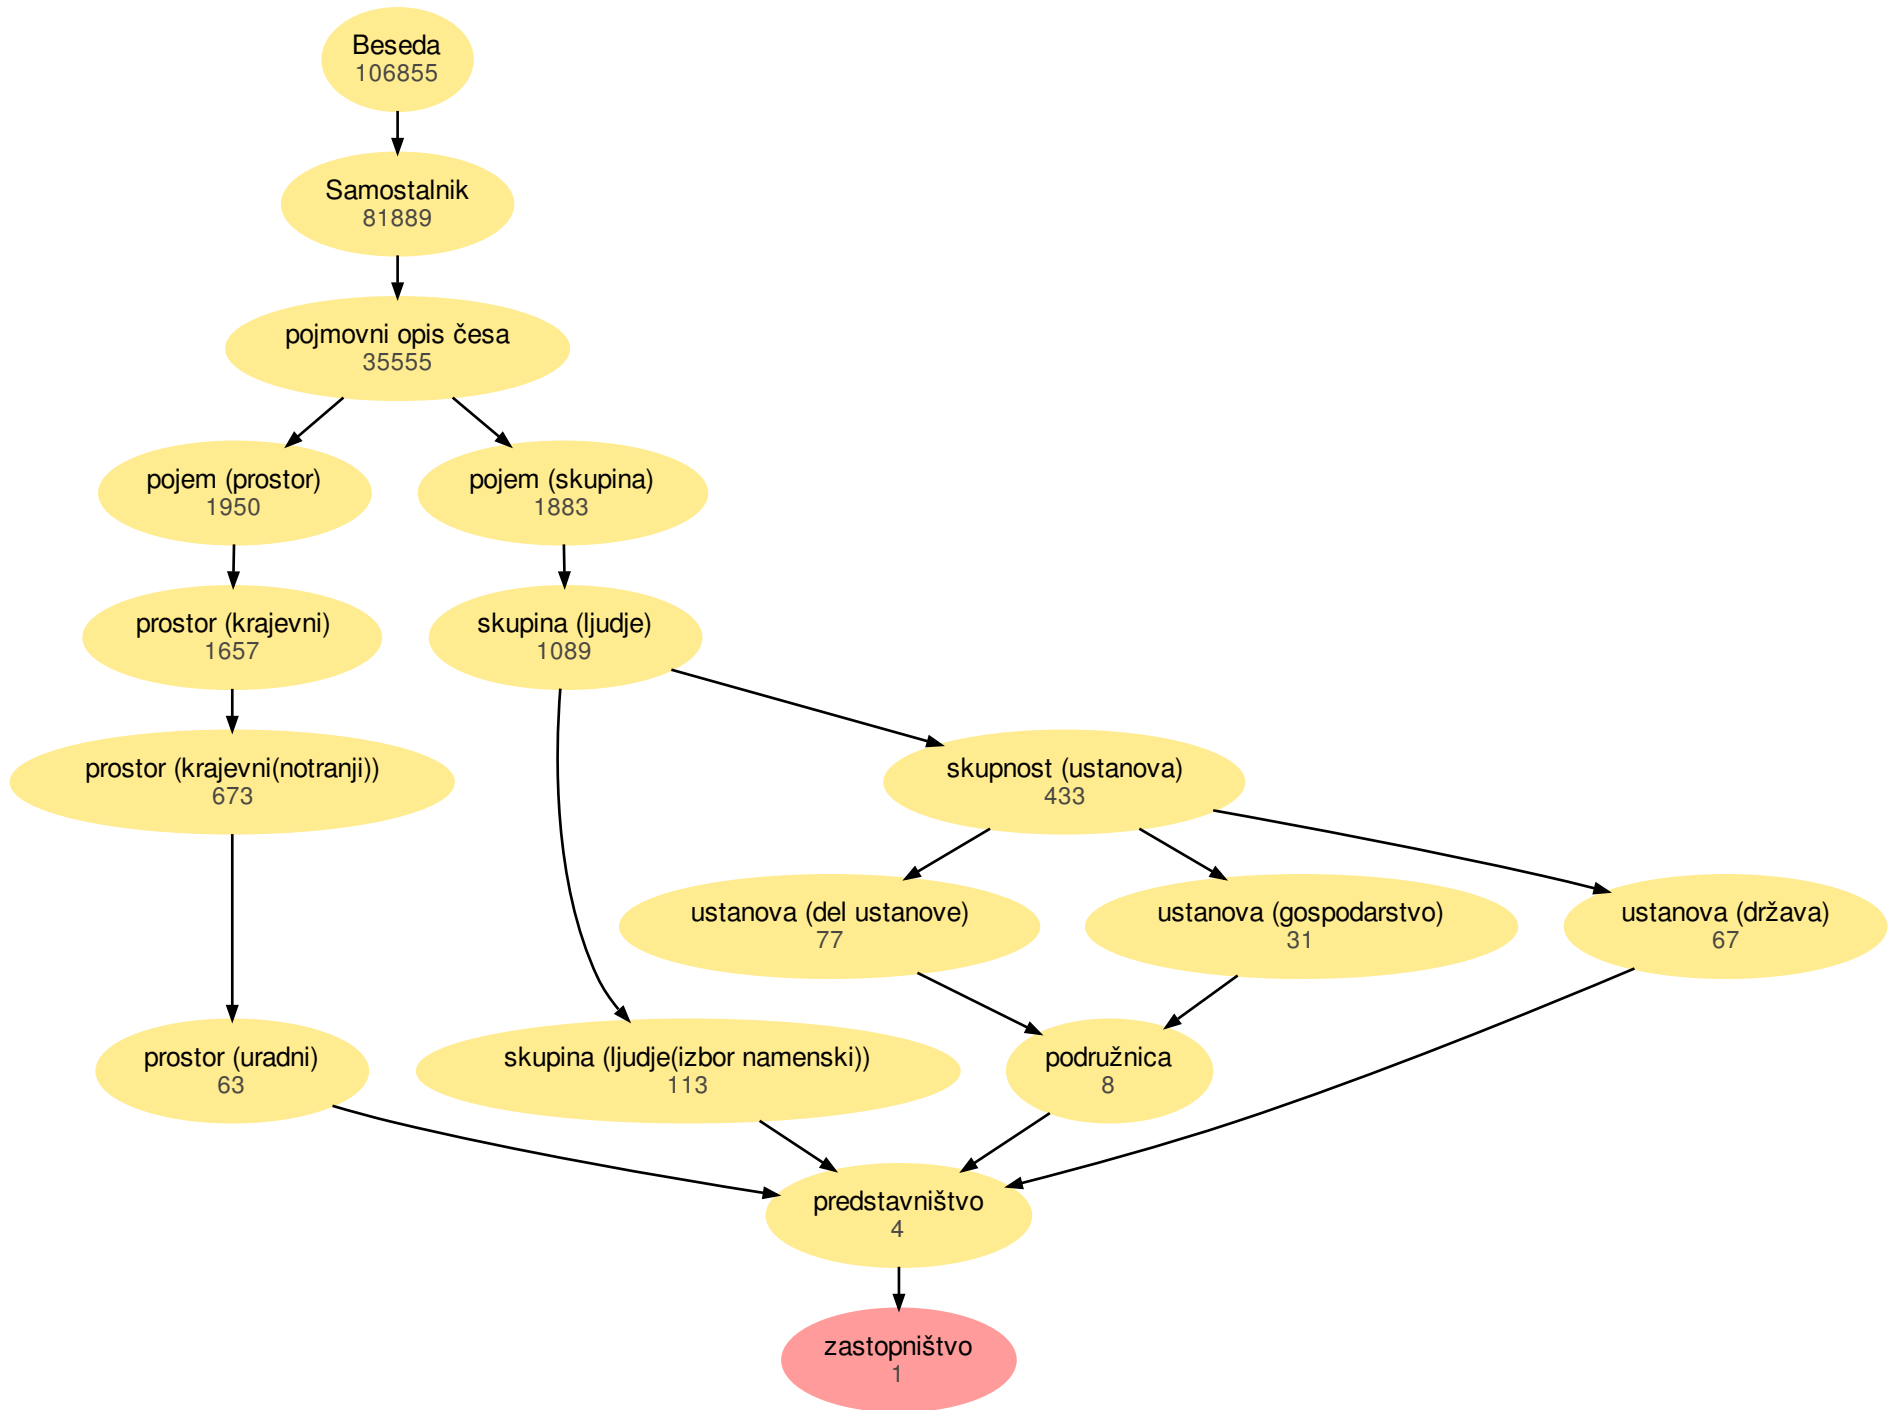 Beseda
106855
Samostalnik
81889
pojmovni opis česa
35555
pojem (prostor)
1950
pojem (skupina)
1883
prostor (krajevni)
1657
skupina (ljudje)
1089
prostor (krajevni(notranji))
673
skupnost (ustanova)
433
ustanova (del ustanove)
77
ustanova (gospodarstvo)
31
ustanova (država)
67
prostor (uradni)
63
skupina (ljudje(izbor namenski))
113
podružnica
8
predstavništvo
4
zastopništvo
1